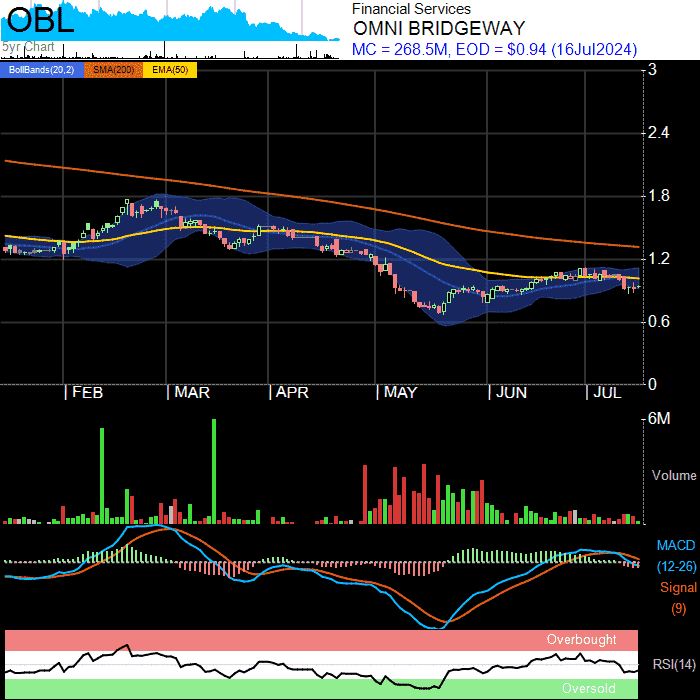 OBL
5yr Chart
Financial Services
OMNI BRIDGEWAY
MC = 268.5M, EOD = $0.94 (16Jul2024)
BollBands(20,2) SMA(200) EMA(50)
3
2.4
1.8
1.2
0.6
0
FEB MAR APR MAY JUN JUL
6M
Volume
MACD
(12-26)
Signal
(9)
Overbought
RSI(14)
Oversold